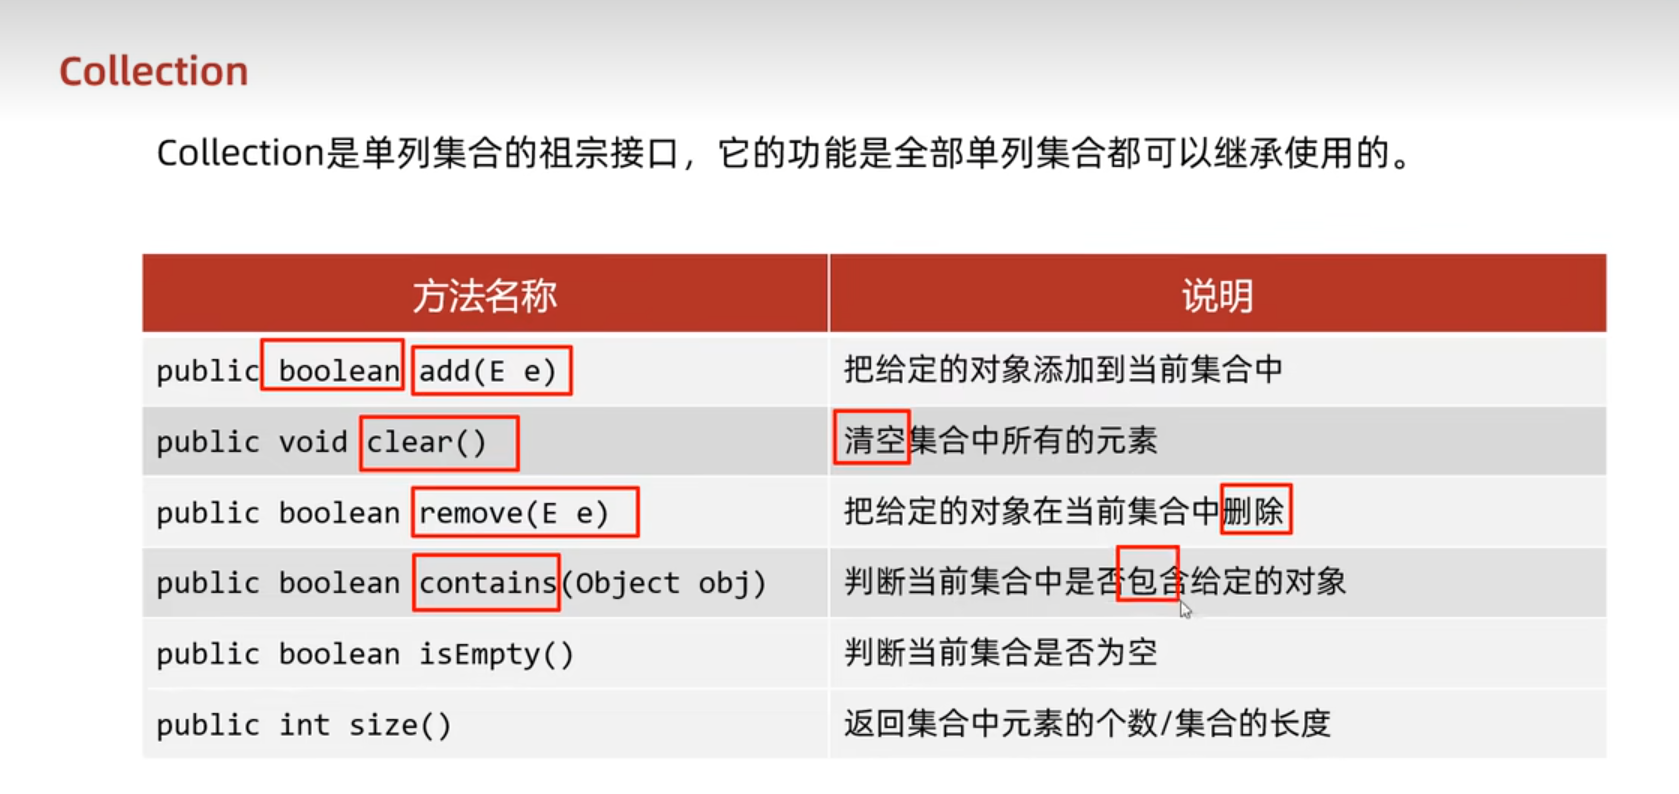 Collection
Collection是单列集合的祖宗接口，它的功能是全部单列集合都可以继承使用的。
方法名称 说明
public boolean add(E e) 把给定的对象添加到当前集合中
public void clear() 清空集合中所有的元素
public boolean remove(E e) 把给定的对象在当前集合中删除
public boolean contains(Object obj) 判断当前集合中是否包含给定的对象
public boolean isEmpty() 判断当前集合是否为空
public int size() 返回集合中元素的个数/集合的长度